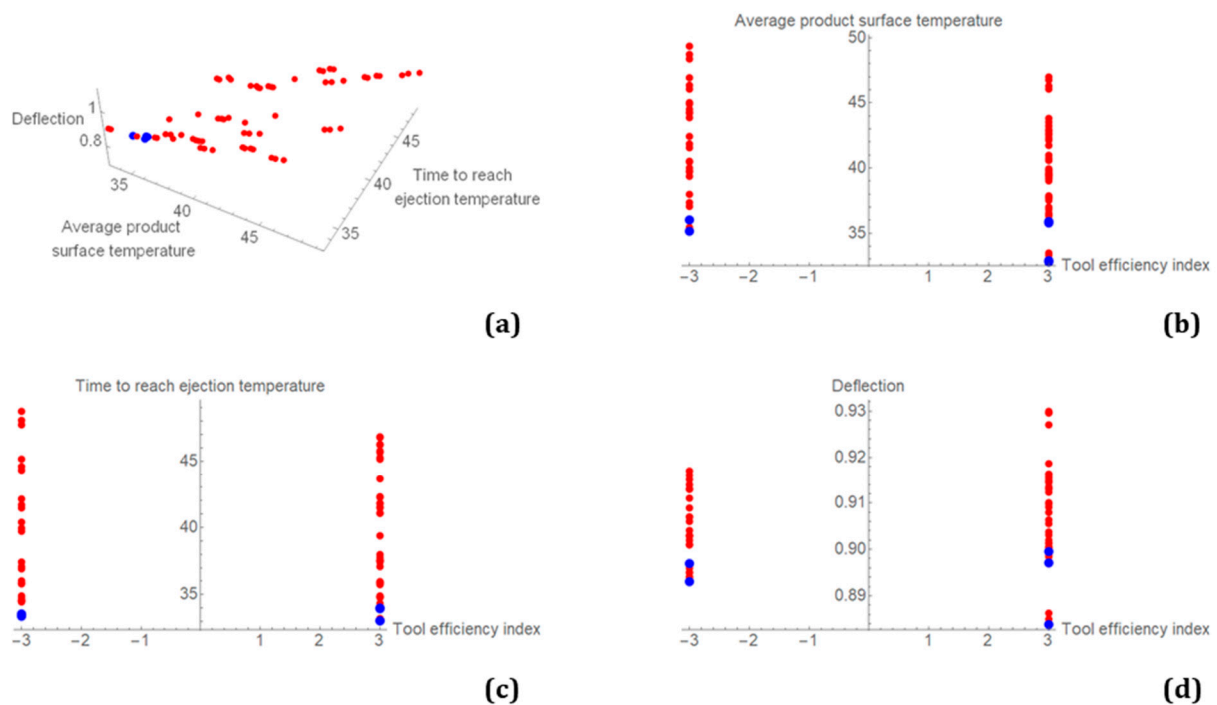 Deflection
1
0.8
35
40
45
Average product
surface temperature
35
40
45
Time to reach
ejection temperature
(a)
Average product surface temperature
50
45
40
35
−3 −2 −1 1 2 3
Tool efficiency index
(b)
Time to reach ejection temperature
45
40
35
−3 −2 −1 1 2 3
Tool efficiency index
(c)
Deflection
0.93
0.92
0.91
0.90
0.89
−3 −2 −1 1 2 3
Tool efficiency index
(d)